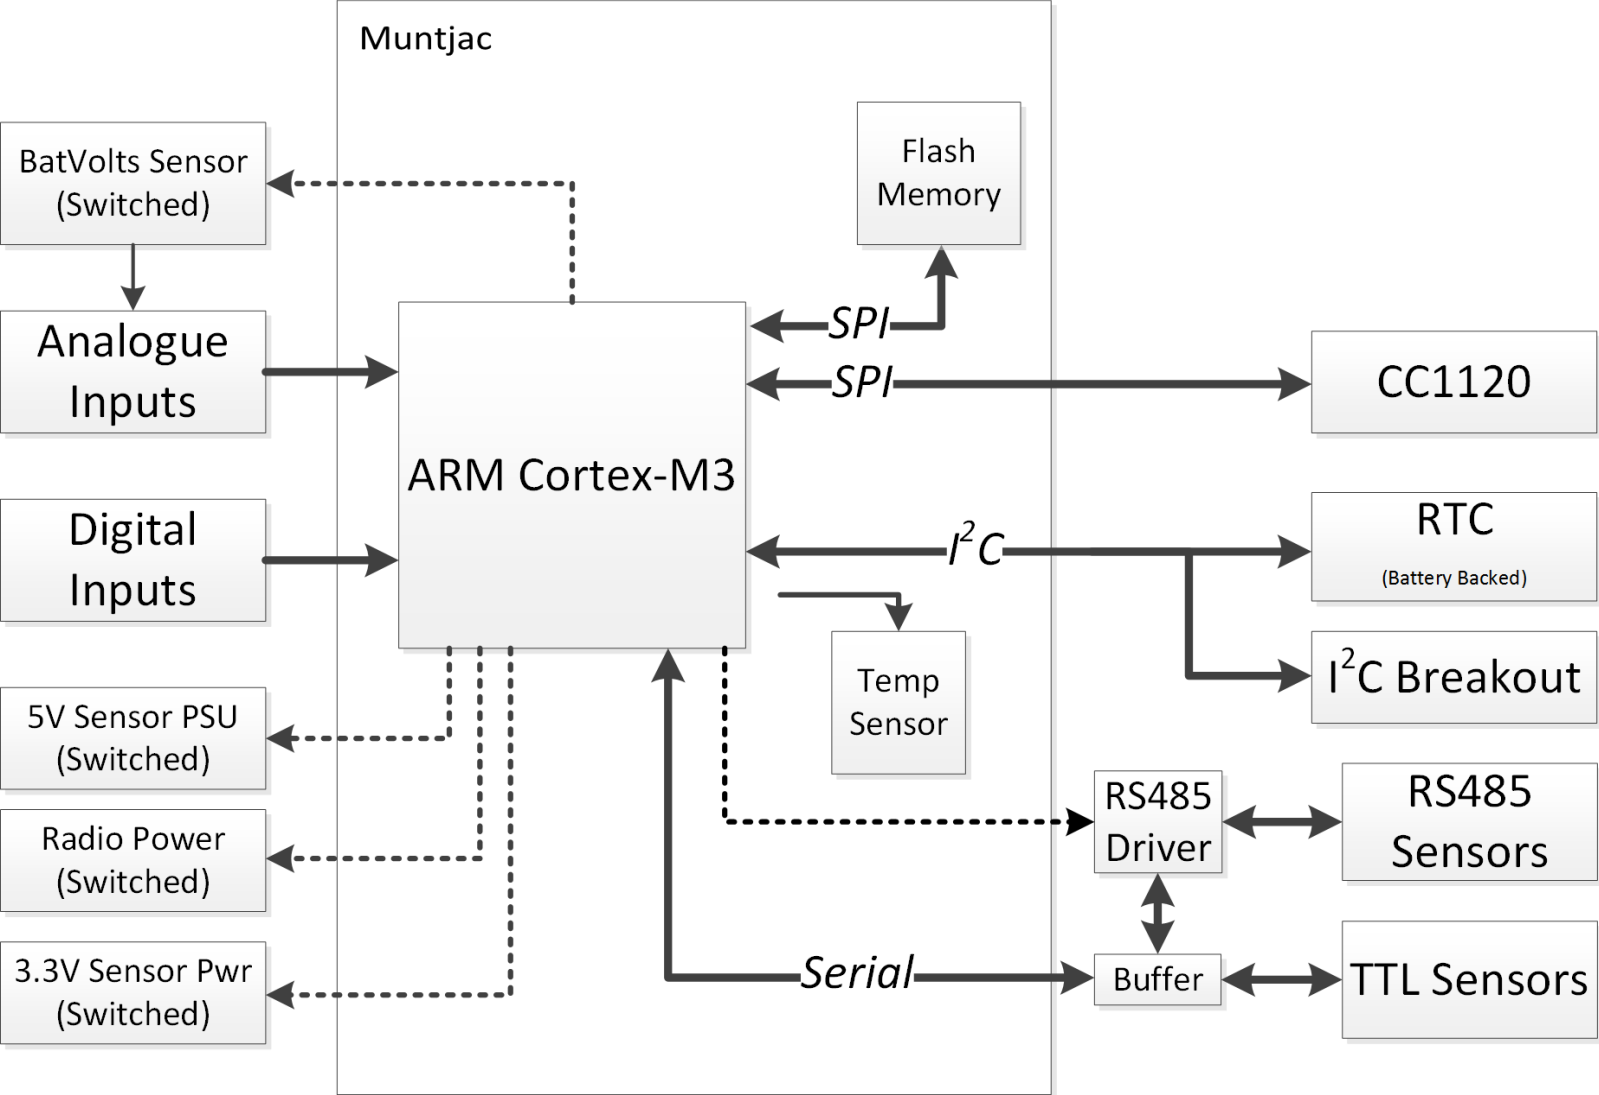 Muntjac
BatVolts Sensor
(Switched)
Analogue
Inputs
Digital
Inputs
5V Sensor PSU
(Switched)
Radio Power
(Switched)
3.3V Sensor Pwr
(Switched)
ARM Cortex-M3
Flash
Memory
SPI
SPI
I²C
Temp
Sensor
Serial
CC1120
RTC
(Battery Backed)
I²C Breakout
RS485
Driver
RS485
Sensors
Buffer
TTL Sensors